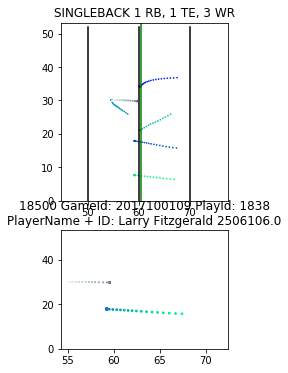 SINGLEBACK 1 RB, 1 TE, 3 WR
50
40
30
20
10
0
50 60 70
18500 GameId: 2017100109 PlayId: 1838
PlayerName + ID: Larry Fitzgerald 2506106.0
40
20
0
55 60 65 70